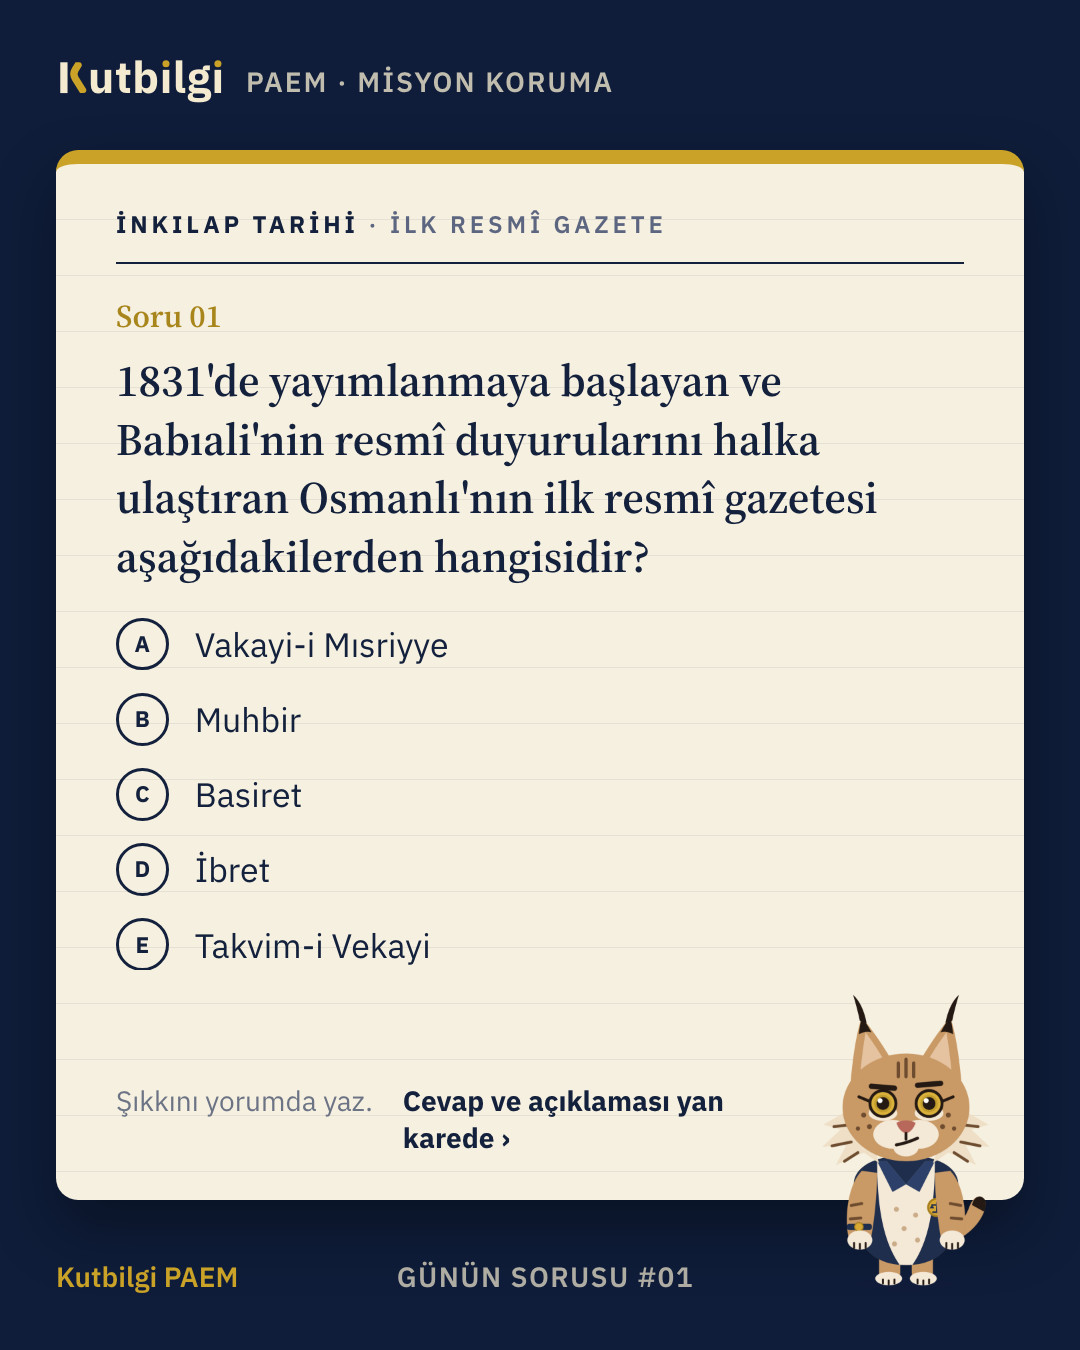 Kutbilgi PAEM · MİSYON KORUMA
İNKILAP TARİHİ · İLK RESMÎ GAZETE
Soru 01
1831'de yayımlanmaya başlayan ve
Babıali'nin resmî duyurularını halka
ulaştıran Osmanlı'nın ilk resmî gazetesi
aşağıdakilerden hangisidir?
A Vakayi-i Mısriyye
B Muhbir
C Basiret
D İbret
E Takvim-i Vekayi
Şıkkını yorumda yaz. Cevap ve açıklaması yan
karede ›
Kutbilgi PAEM GÜNÜN SORUSU #01